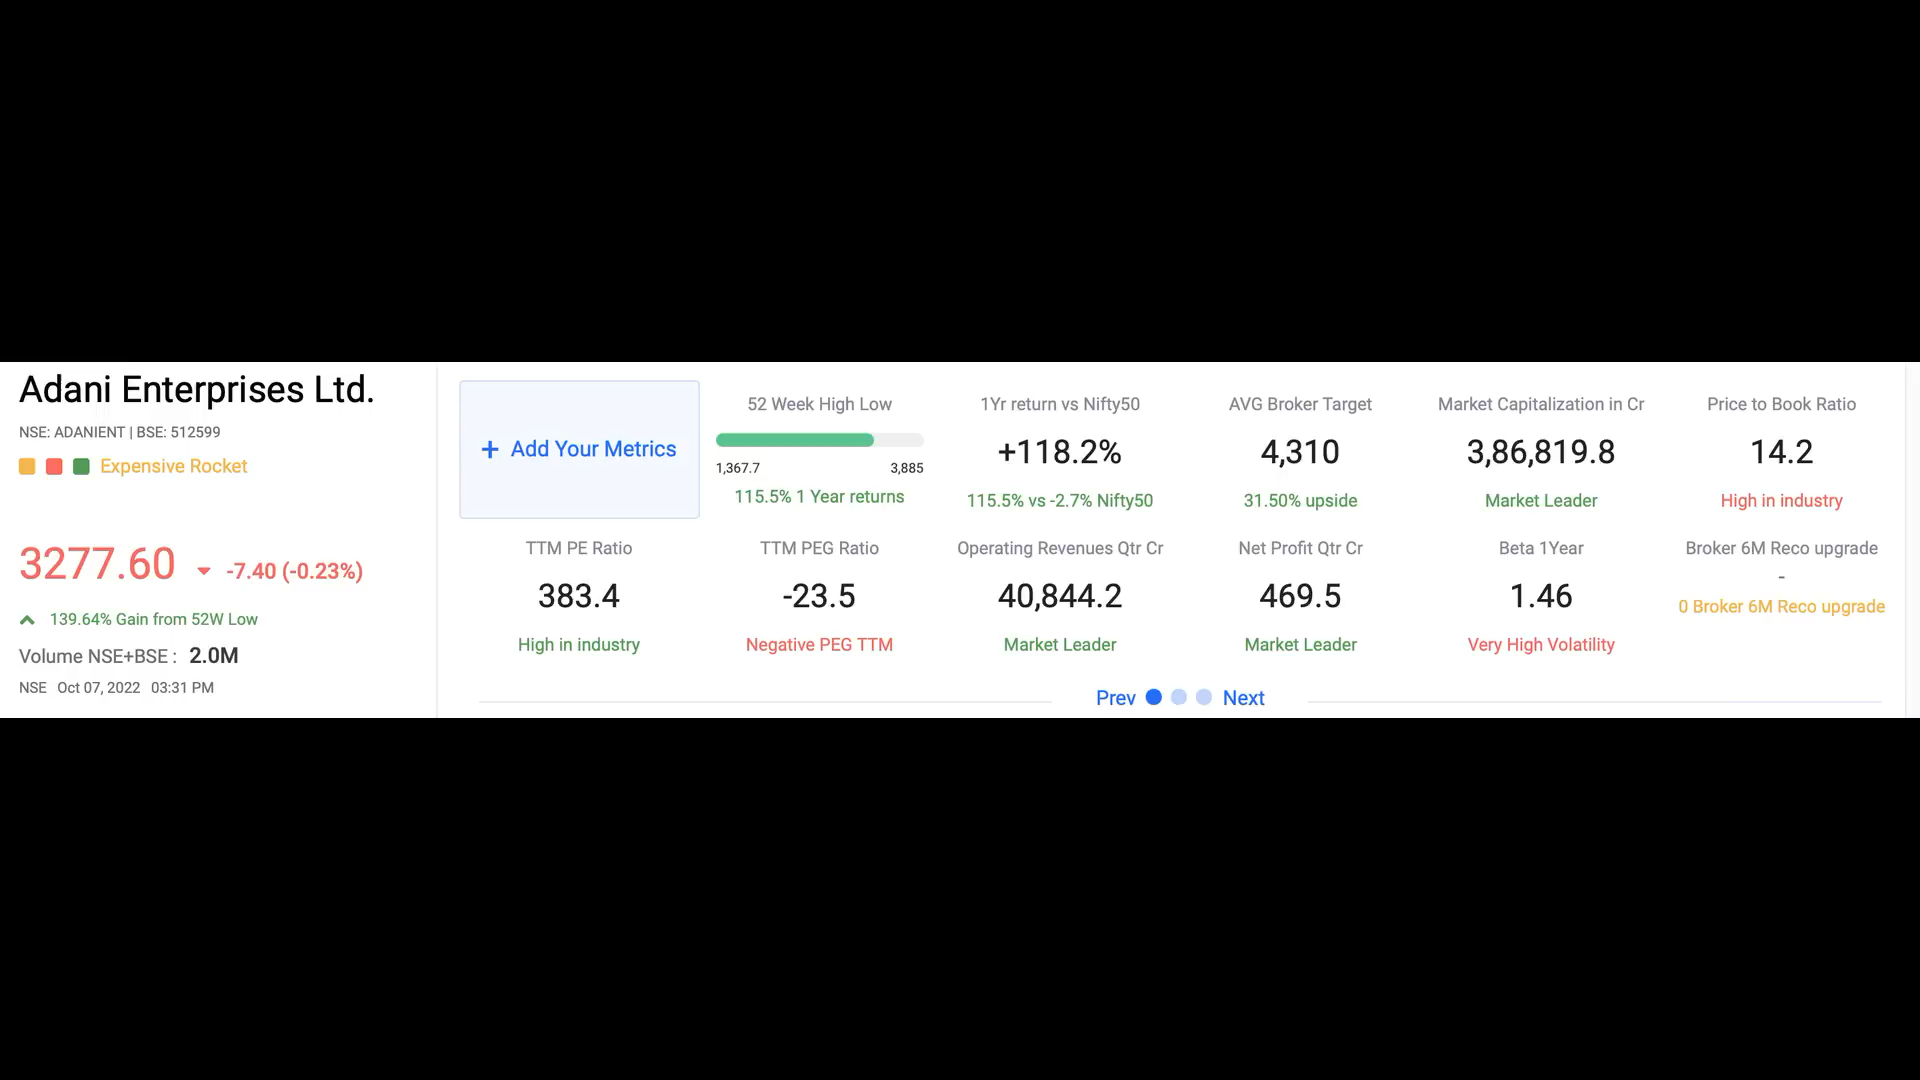 Adani Enterprises Ltd.
NSE: ADANIENT | BSE: 512599
Expensive Rocket
3277.60 -7.40 (-0.23%)
139.64% Gain from 52W Low
Volume NSE+BSE : 2.0M
NSE Oct 07, 2022 03:31 PM
+ Add Your Metrics
52 Week High Low
1,367.7 3,885
115.5% 1 Year returns
1Yr return vs Nifty50
+118.2%
115.5% vs -2.7% Nifty50
AVG Broker Target
4,310
31.50% upside
Market Capitalization in Cr
3,86,819.8
Market Leader
Price to Book Ratio
14.2
High in industry
TTM PE Ratio
383.4
High in industry
TTM PEG Ratio
-23.5
Negative PEG TTM
Operating Revenues Qtr Cr
40,844.2
Market Leader
Net Profit Qtr Cr
469.5
Market Leader
Beta 1Year
1.46
Very High Volatility
Broker 6M Reco upgrade
-
0 Broker 6M Reco upgrade
Prev Next